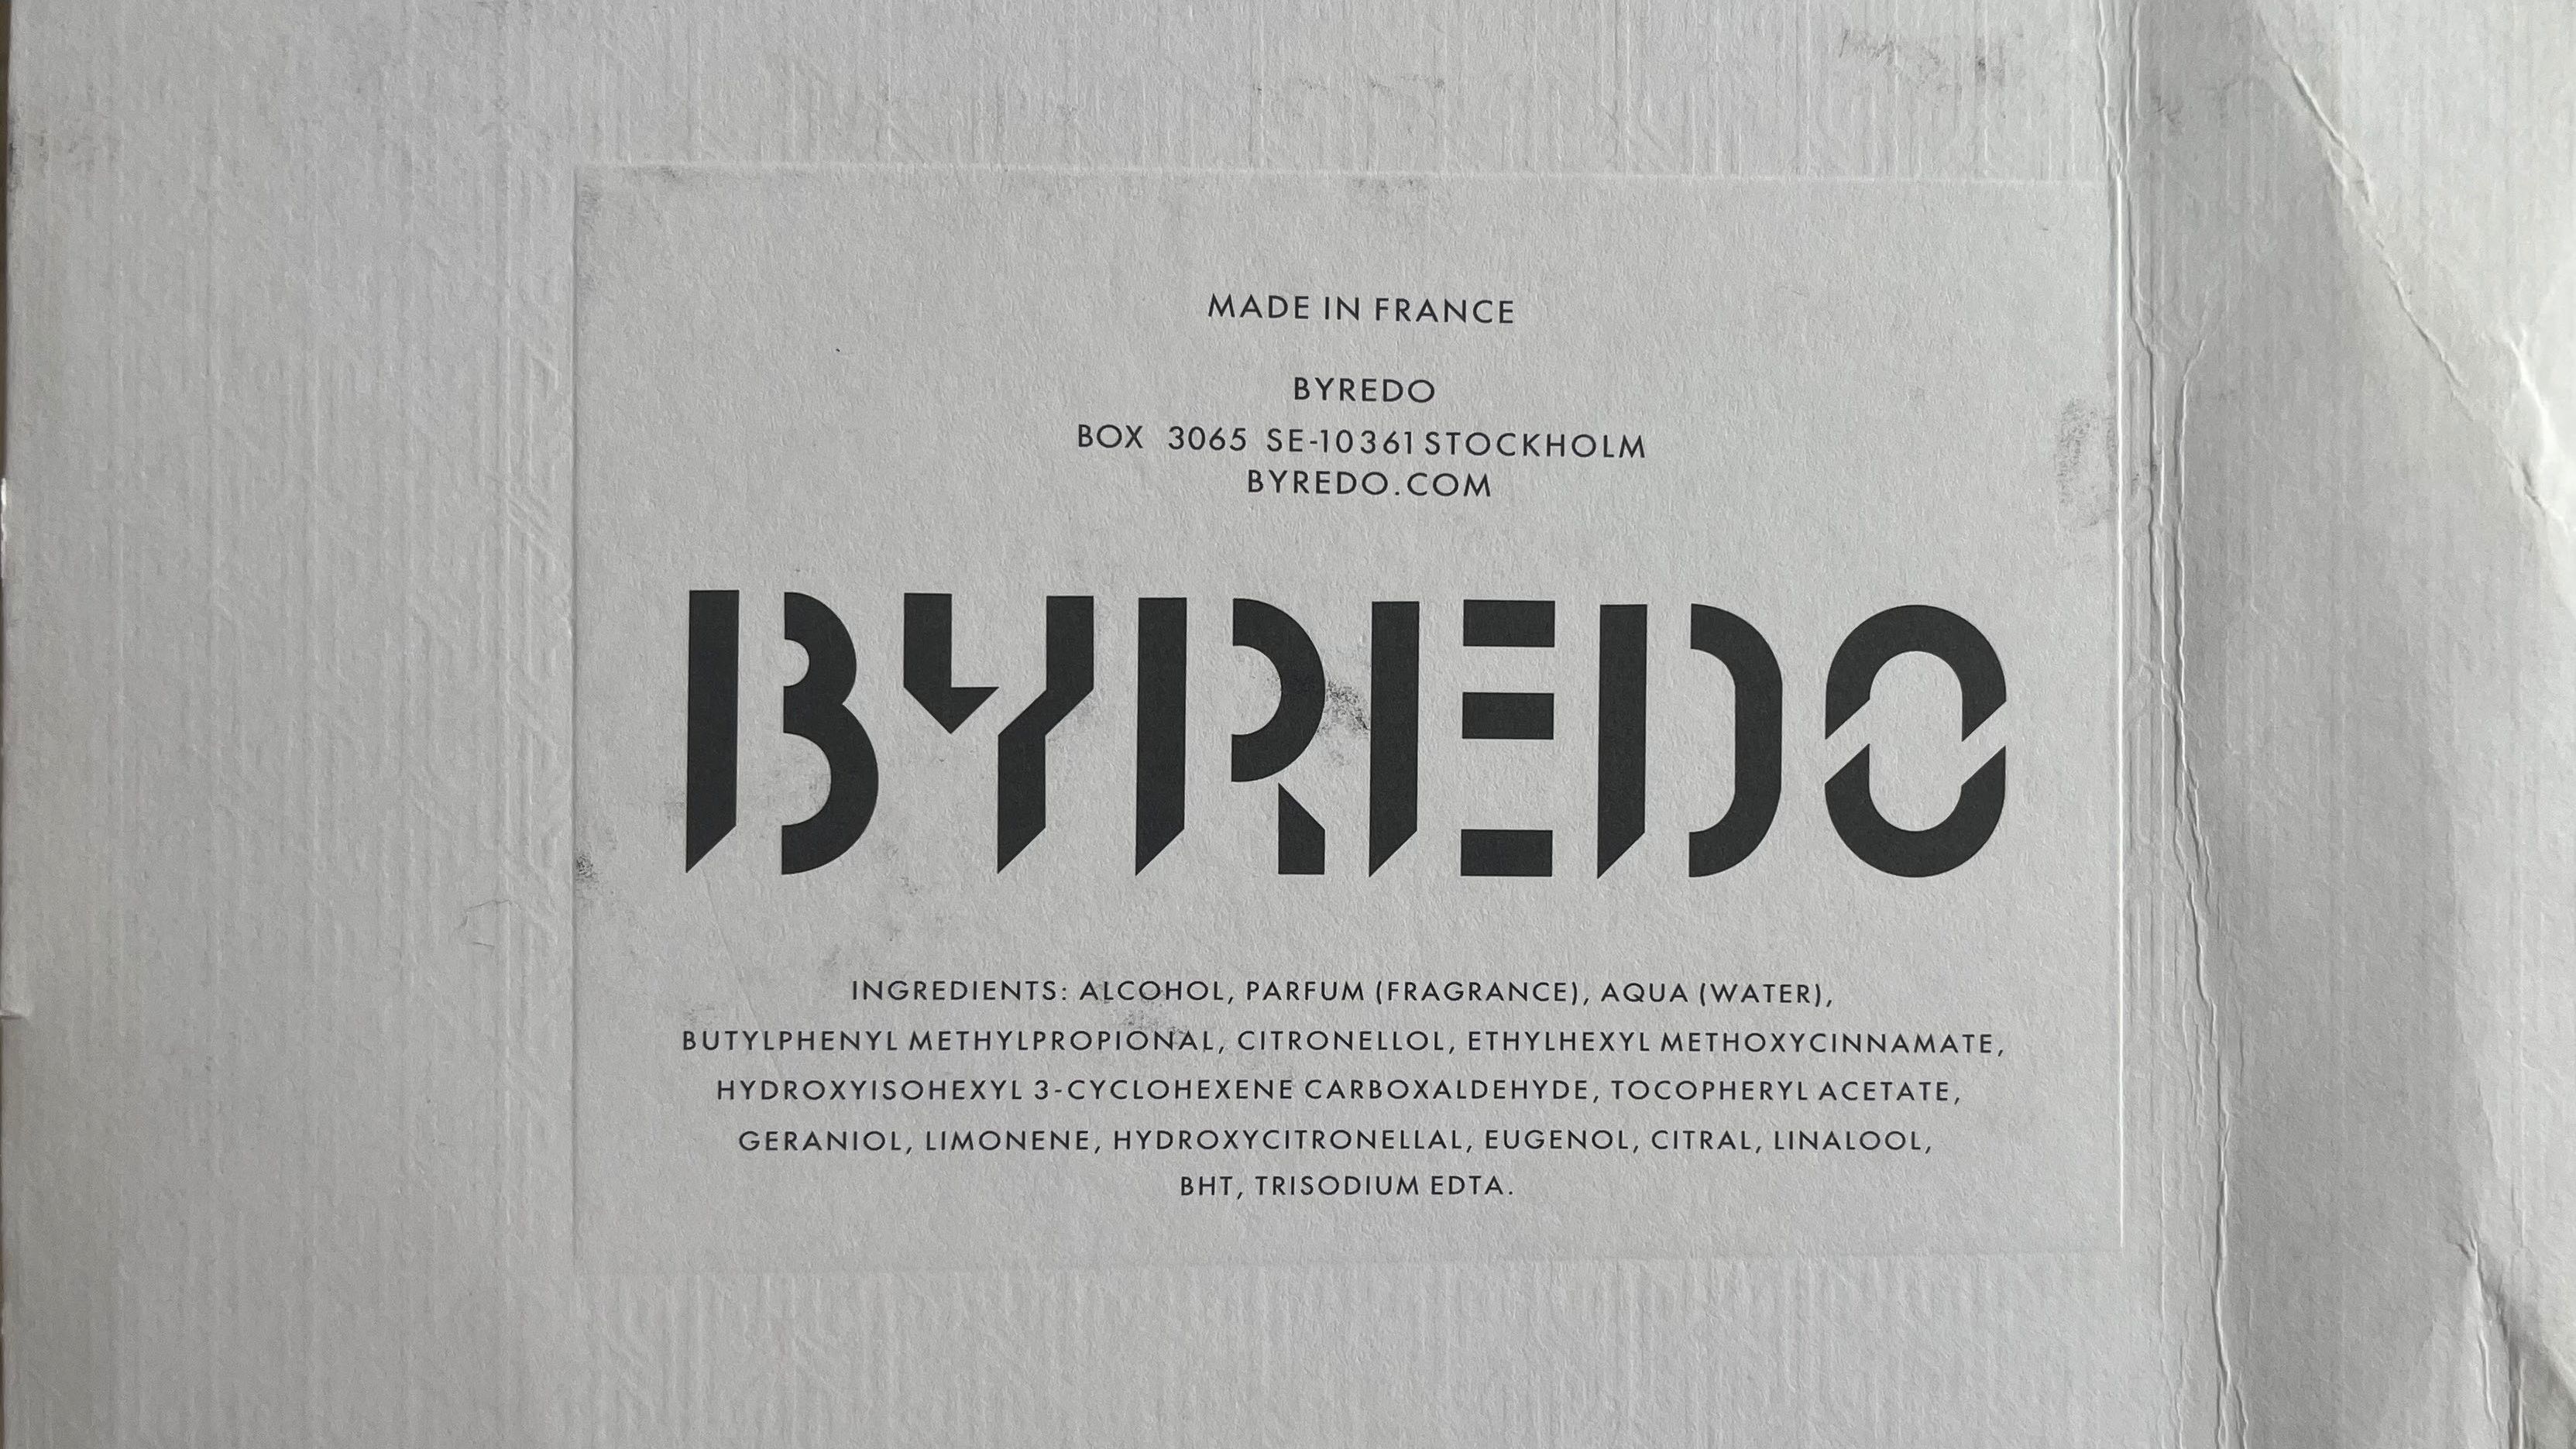 MADE IN FRANCE
BYREDO
BOX 3065 SE-10361 STOCKHOLM
BYREDO.COM
BYREDO
INGREDIENTS: ALCOHOL, PARFUM (FRAGRANCE), AQUA (WATER),
BUTYLPHENYL METHYLPROPIONAL, CITRONELLOL, ETHYLHEXYL METHOXYCINNAMATE,
HYDROXYISOHEXYL 3-CYCLOHEXENE CARBOXALDEHYDE, TOCOPHERYL ACETATE,
GERANIOL, LIMONENE, HYDROXYCITRONELLAL, EUGENOL, CITRAL, LINALOOL,
BHT, TRISODIUM EDTA.